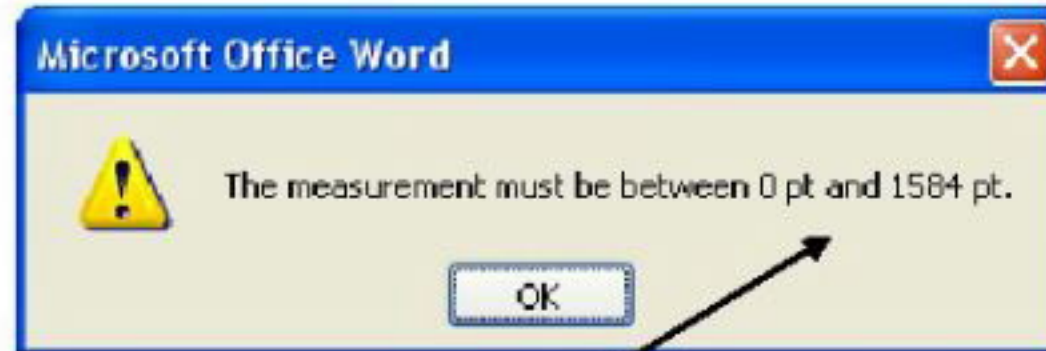 Microsoft Office Word
The measurement must be between 0 pt and 1584 pt.
OK